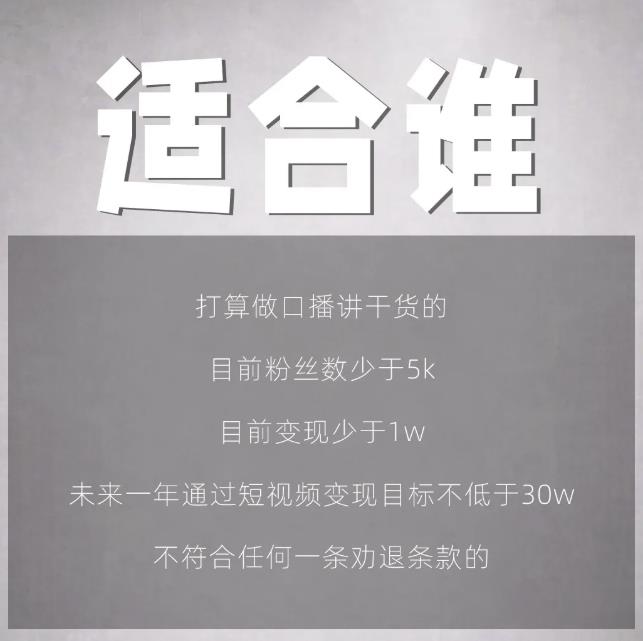 适合谁
打算做口播讲干货的
目前粉丝数少于5k
目前变现少于1w
未来一年通过短视频变现目标不低于30w
不符合任何一条劝退条款的